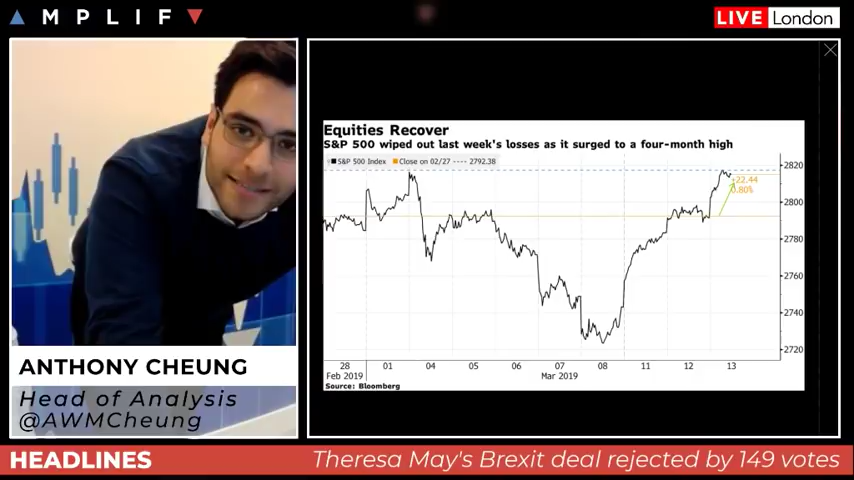 AMPLIFY
LIVE London
Equities Recover
S&P 500 wiped out last week's losses as it surged to a four-month high
S&P 500 Index Close on 02/27 ---- 2792.38
2820
+22.44
0.80%
2800
2780
2760
2740
2720
28 01 04 05 06 07 08 11 12 13
Feb 2019 Mar 2019
Source: Bloomberg
ANTHONY CHEUNG
Head of Analysis
@AWMCheung
HEADLINES Theresa May's Brexit deal rejected by 149 votes